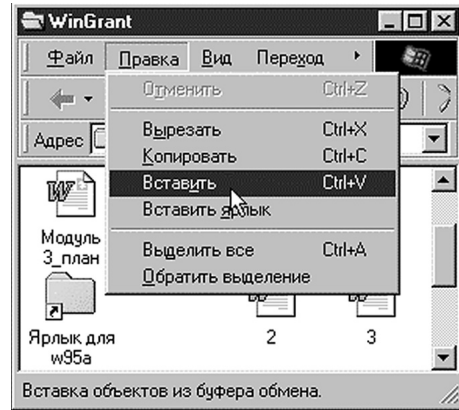 WinGrant
Файл Правка Вид Переход
Отменить Ctrl+Z
Адрес
Вырезать Ctrl+X
Копировать Ctrl+C
Вставить Ctrl+V
Вставить ярлык
Выделить все Ctrl+A
Обратить выделение
Модуль
3_план
Ярлык для
w95a
2
3
Вставка объектов из буфера обмена.